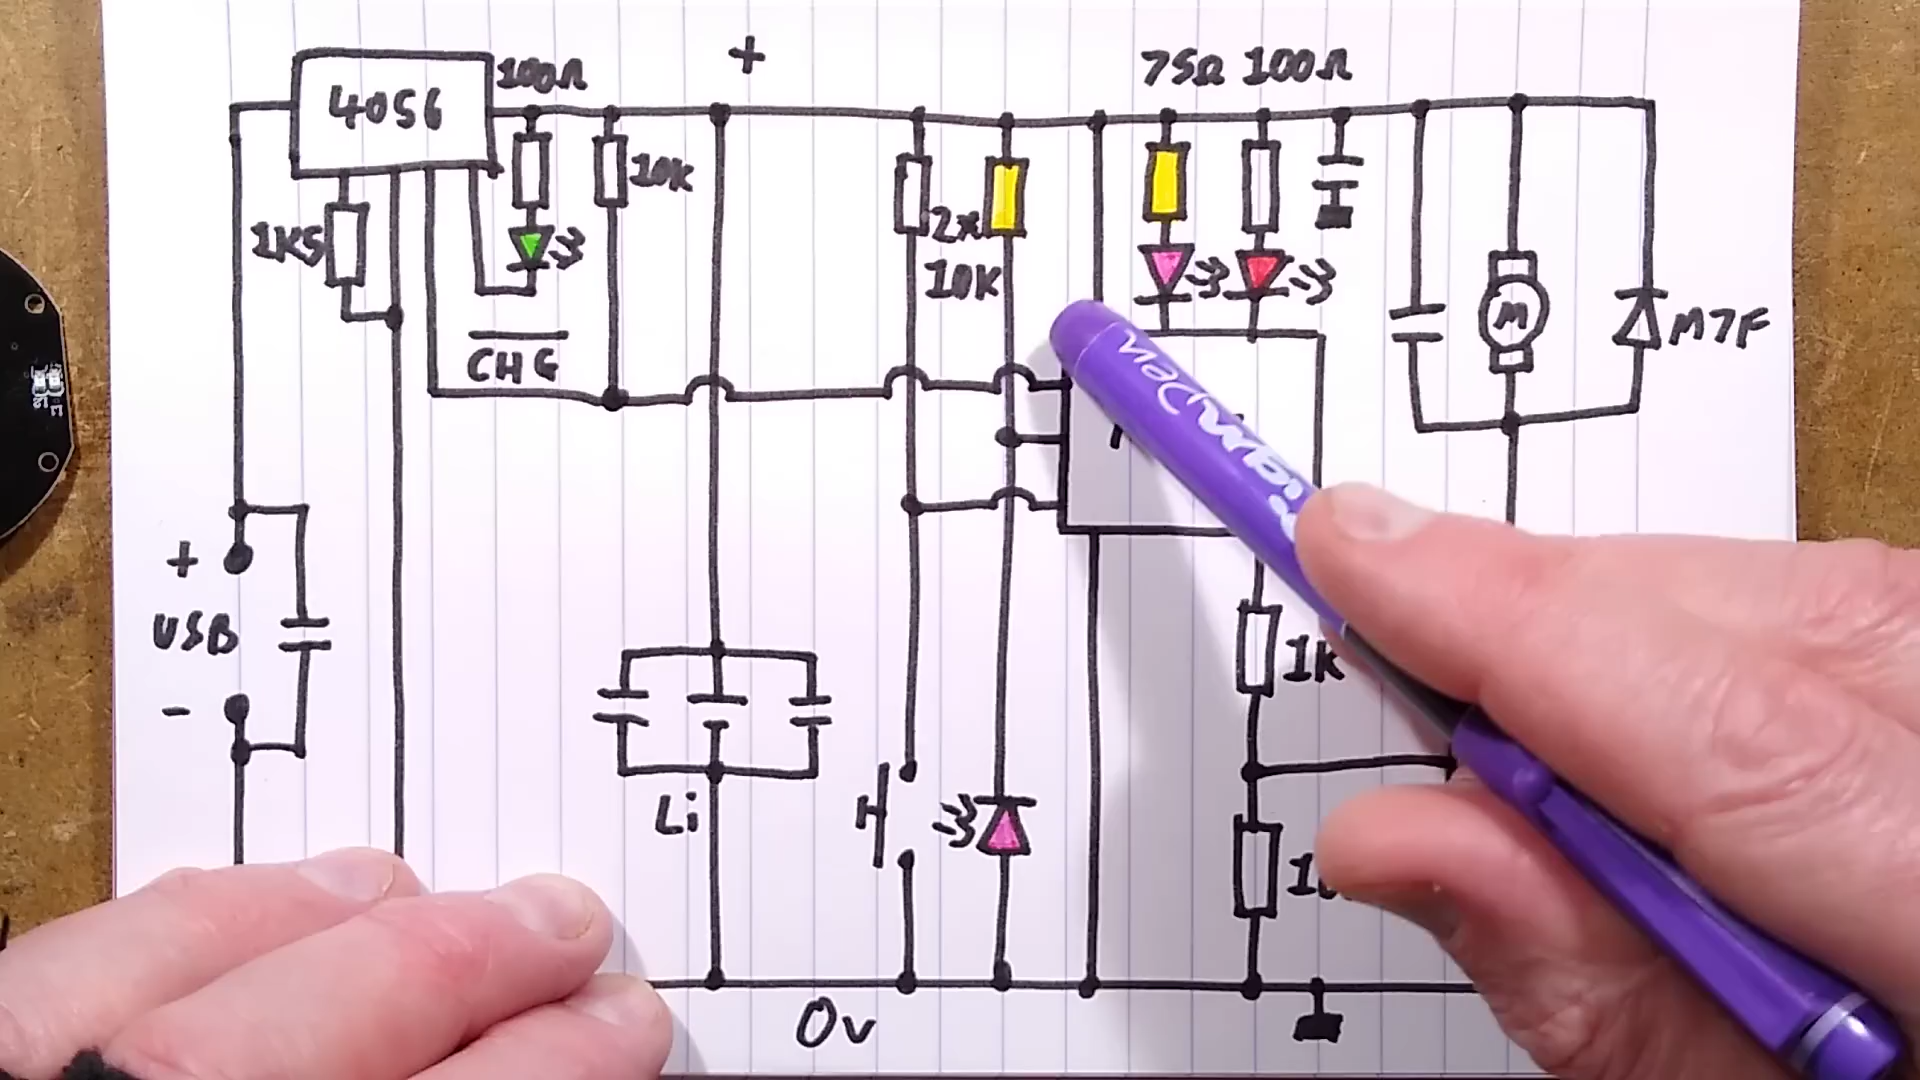 +
4056
100Ω
75Ω 100Ω
10K
1K5
2x
10K
CHG
M
M7F
+
USB
-
1K
Li
0v